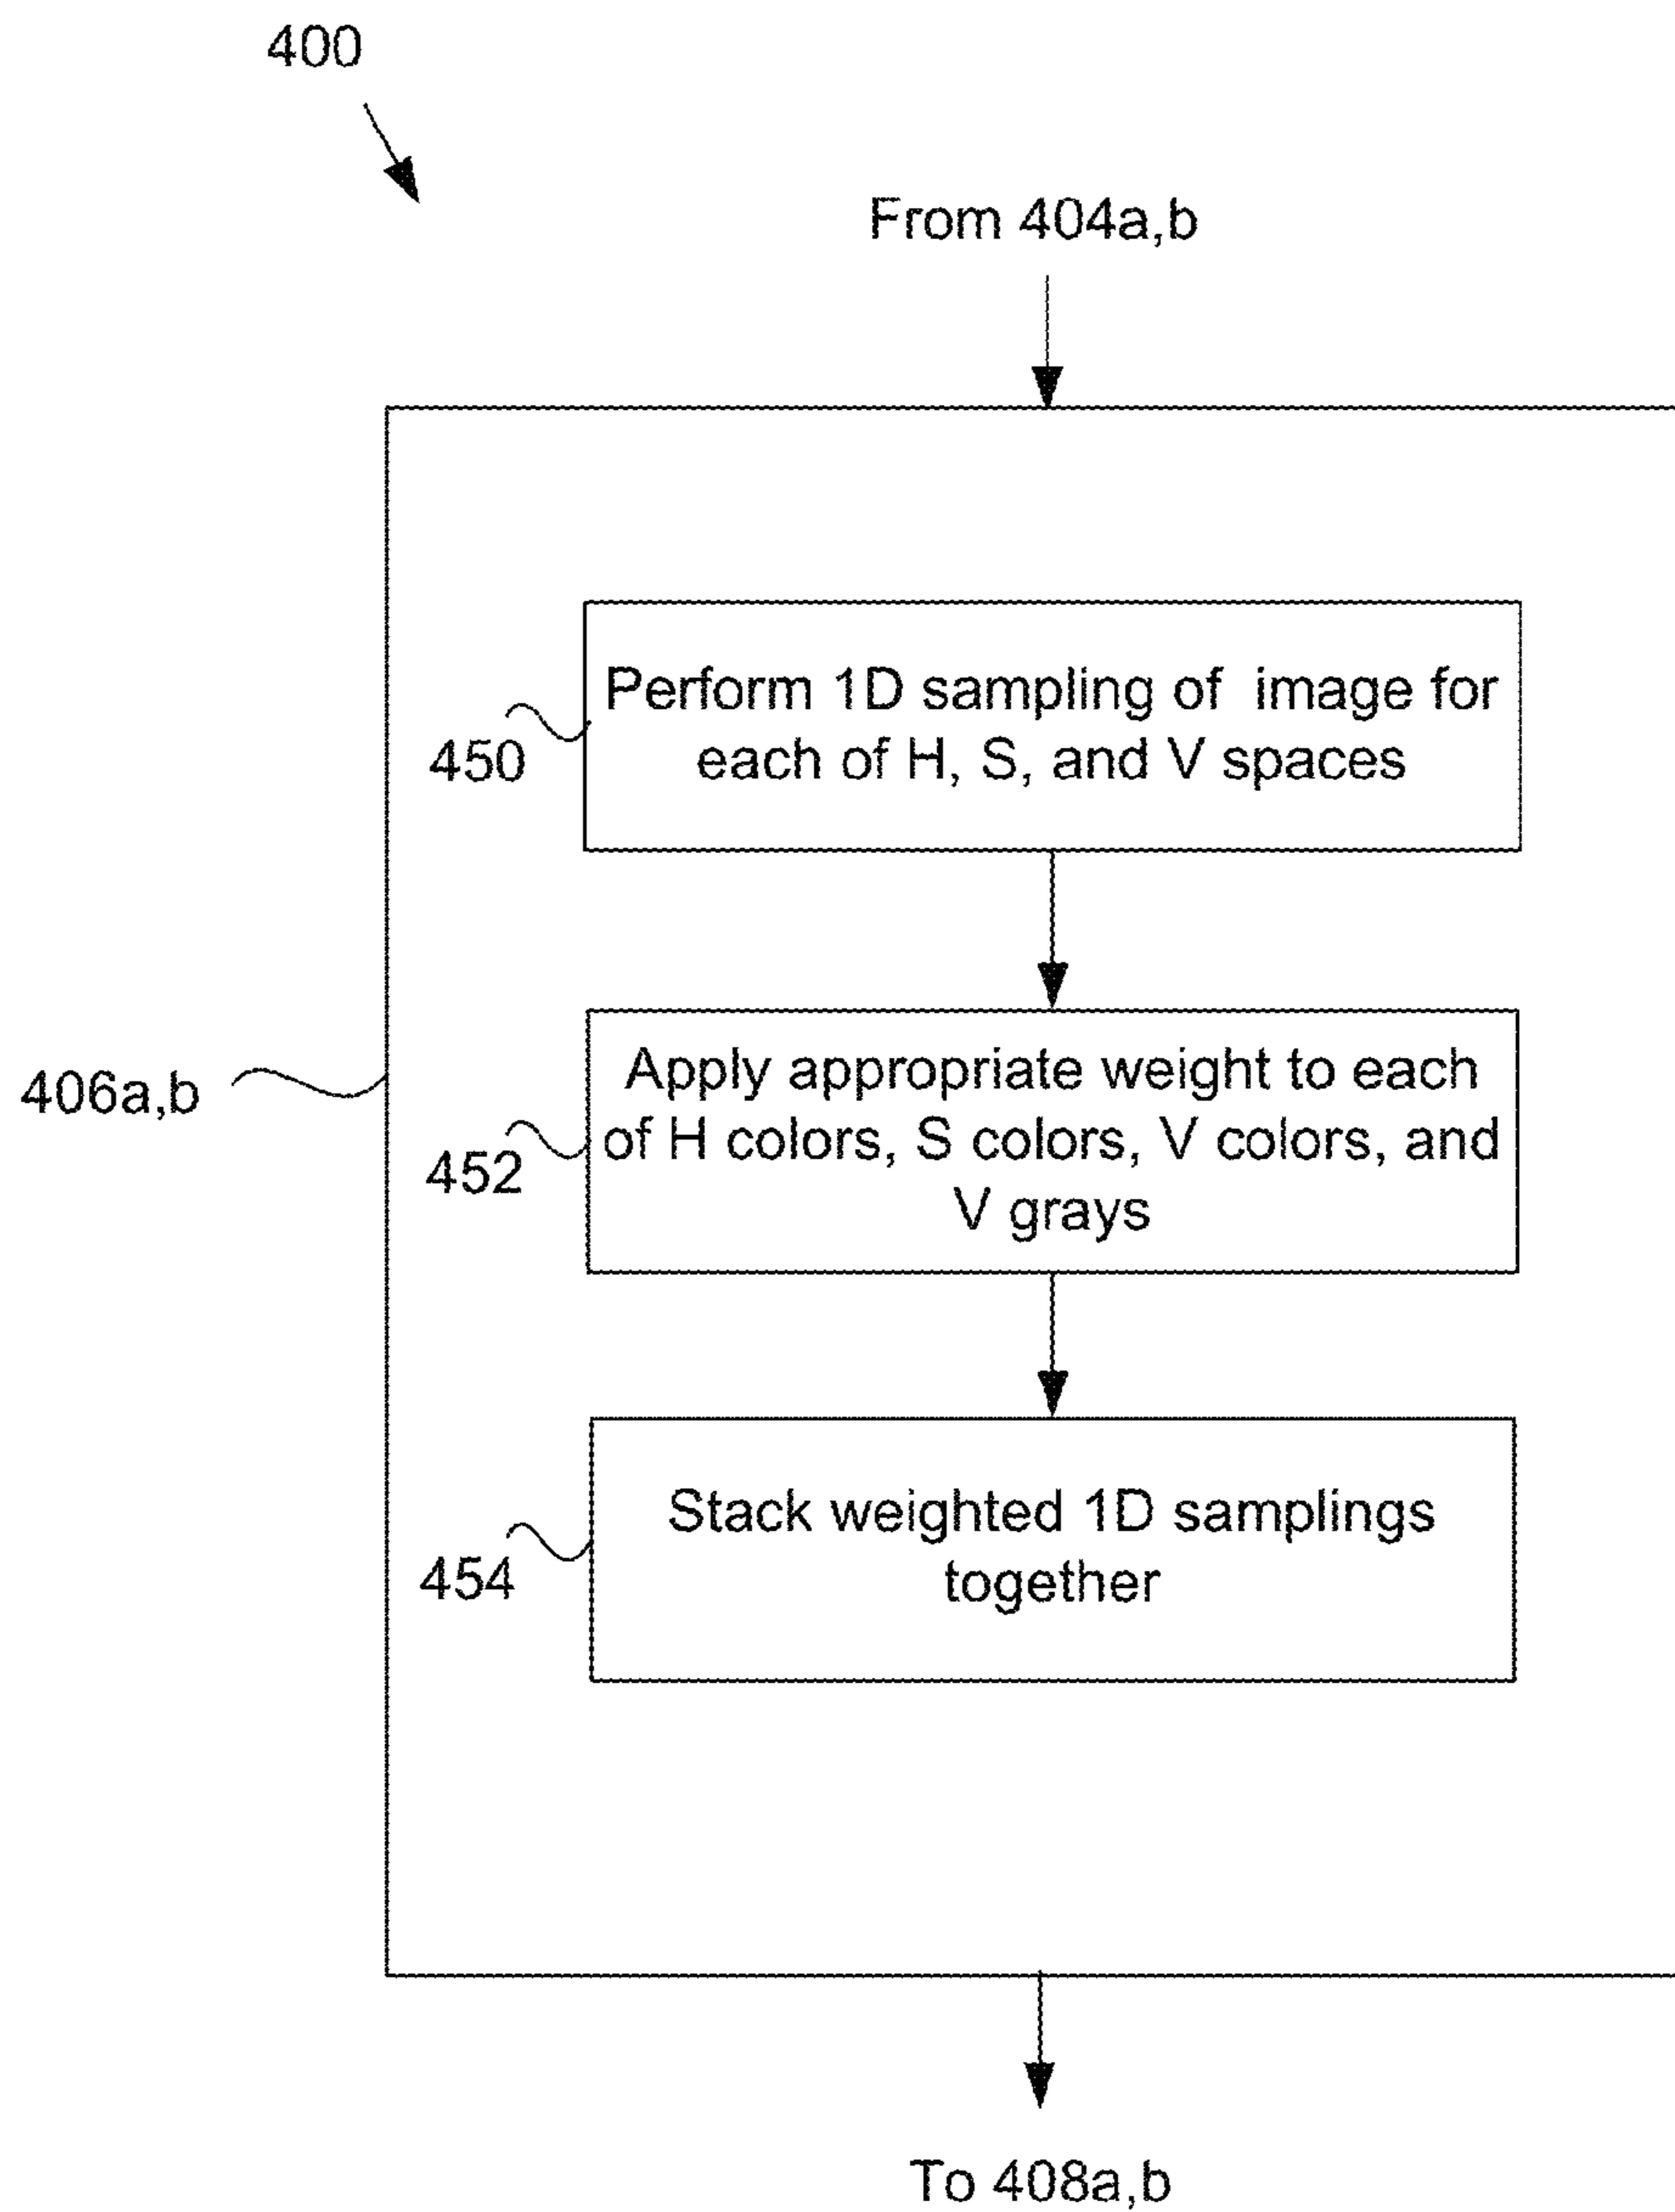 400
From 404a,b
Perform 1D sampling of image for
each of H, S, and V spaces
450
Apply appropriate weight to each
of H colors, S colors, V colors, and
V grays
406a,b
452
Stack weighted 1D samplings
together
454
To 408a,b